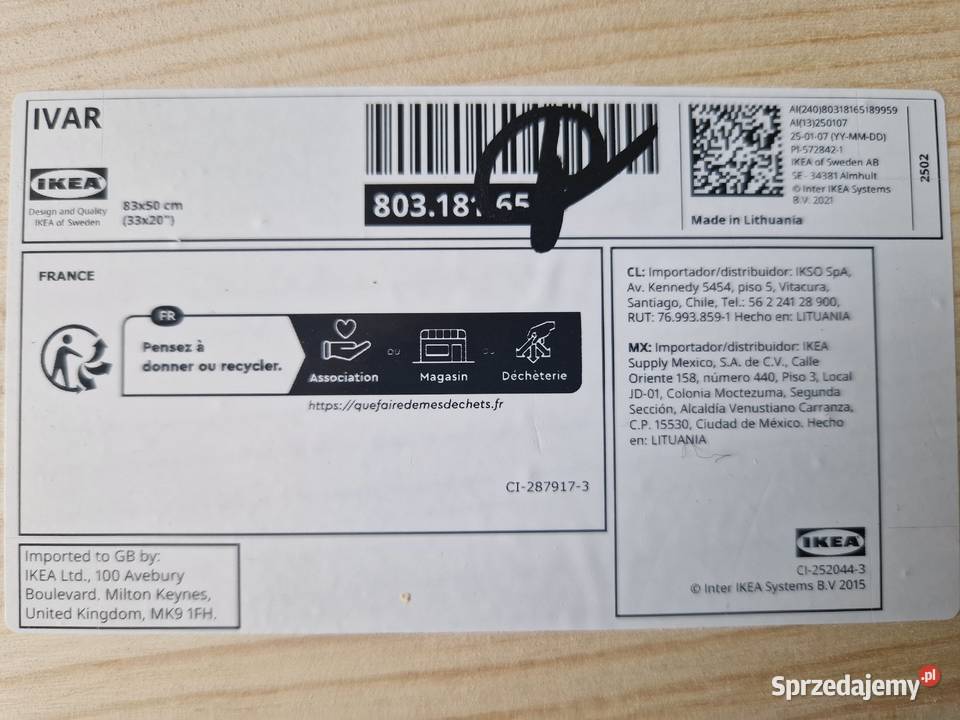 IVAR
IKEA
Design and Quality
IKEA of Sweden
83x50 cm
(33x20")
803.181 65
AI(240)80318165189959
AI(13)250107
25-01-07 (YY-MM-DD)
PI-572842-1
IKEA of Sweden AB
SE - 34381 Älmhult
© Inter IKEA Systems
B.V. 2021
Made in Lithuania
2502
FRANCE
FR
Pensez à
donner ou recycler.
Association
OU
Magasin
OU
Déchèterie
https://quefairedemesdechets.fr
CI-287917-3
CL: Importador/distribuidor: IKSO SpA,
Av. Kennedy 5454, piso 5, Vitacura,
Santiago, Chile, Tel.: 56 2 241 28 900,
RUT: 76.993.859-1 Hecho en: LITUANIA
MX: Importador/distribuidor: IKEA
Supply Mexico, S.A. de C.V., Calle
Oriente 158, número 440, Piso 3, Local
JD-01, Colonia Moctezuma, Segunda
Sección, Alcaldía Venustiano Carranza,
C.P. 15530, Ciudad de México. Hecho
en: LITUANIA
IKEA
CI-252044-3
© Inter IKEA Systems B.V 2015
Imported to GB by:
IKEA Ltd., 100 Avebury
Boulevard. Milton Keynes,
United Kingdom, MK9 1FH.
Sprzedajemy.pl